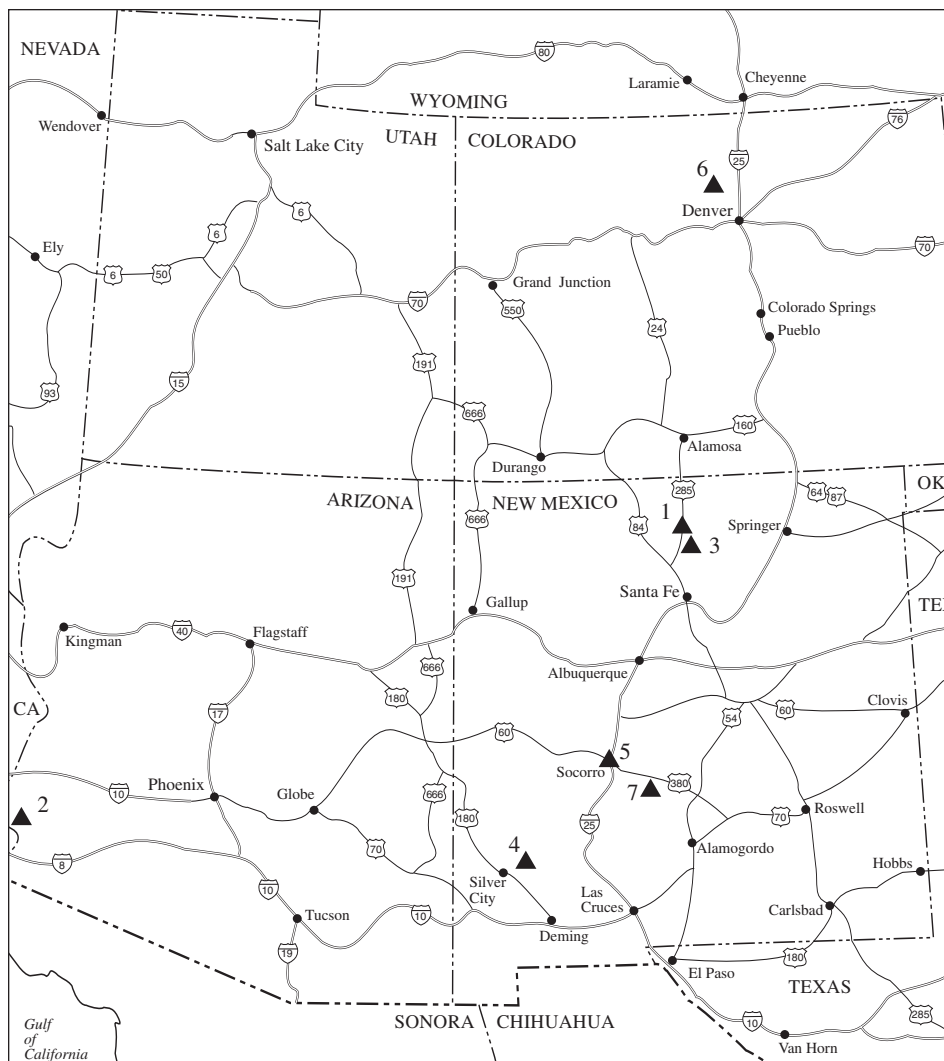 NEVADA
80
Laramie
Cheyenne
WYOMING
Wendover
76
UTAH
COLORADO
Salt Lake City
25
6
6
Denver
6
Ely
70
6
50
Grand Junction
70
550
Colorado Springs
24
Pueblo
191
15
93
666
160
Alamosa
Durango
ARIZONA
NEW MEXICO
285
64
87
OK
666
84
1
Springer
3
191
Santa Fe
Gallup
TE
Kingman
40
Flagstaff
Albuquerque
666
180
CA
17
54
60
Clovis
60
5
Socorro
Phoenix
10
Globe
7
380
2
666
25
70
Roswell
180
8
70
4
Alamogordo
Silver
City
Hobbs
10
Las
Cruces
Carlsbad
Tucson
10
Deming
19
El Paso
180
TEXAS
SONORA
CHIHUAHUA
285
Gulf
of
California
10
Van Horn